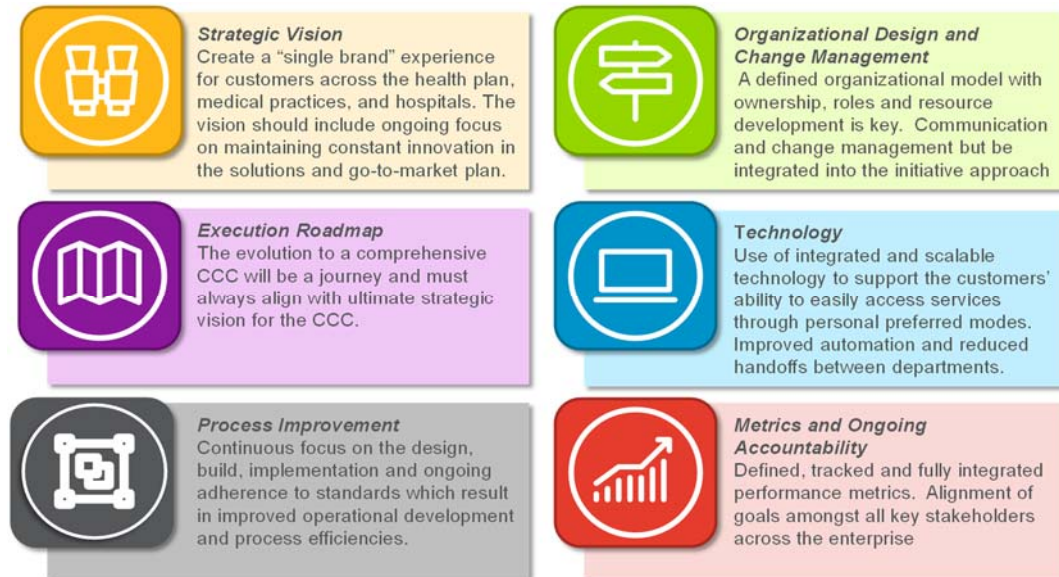 Strategic Vision
Create a “single brand” experience
for customers across the health plan,
medical practices, and hospitals. The
vision should include ongoing focus
on maintaining constant innovation in
the solutions and go-to-market plan.
Organizational Design and
Change Management
A defined organizational model with
ownership, roles and resource
development is key. Communication
and change management but be
integrated into the initiative approach
Execution Roadmap
The evolution to a comprehensive
CCC will be a journey and must
always align with ultimate strategic
vision for the CCC.
Technology
Use of integrated and scalable
technology to support the customers’
ability to easily access services
through personal preferred modes.
Improved automation and reduced
handoffs between departments.
Process Improvement
Continuous focus on the design,
build, implementation and ongoing
adherence to standards which result
in improved operational development
and process efficiencies.
Metrics and Ongoing
Accountability
Defined, tracked and fully integrated
performance metrics. Alignment of
goals amongst all key stakeholders
across the enterprise